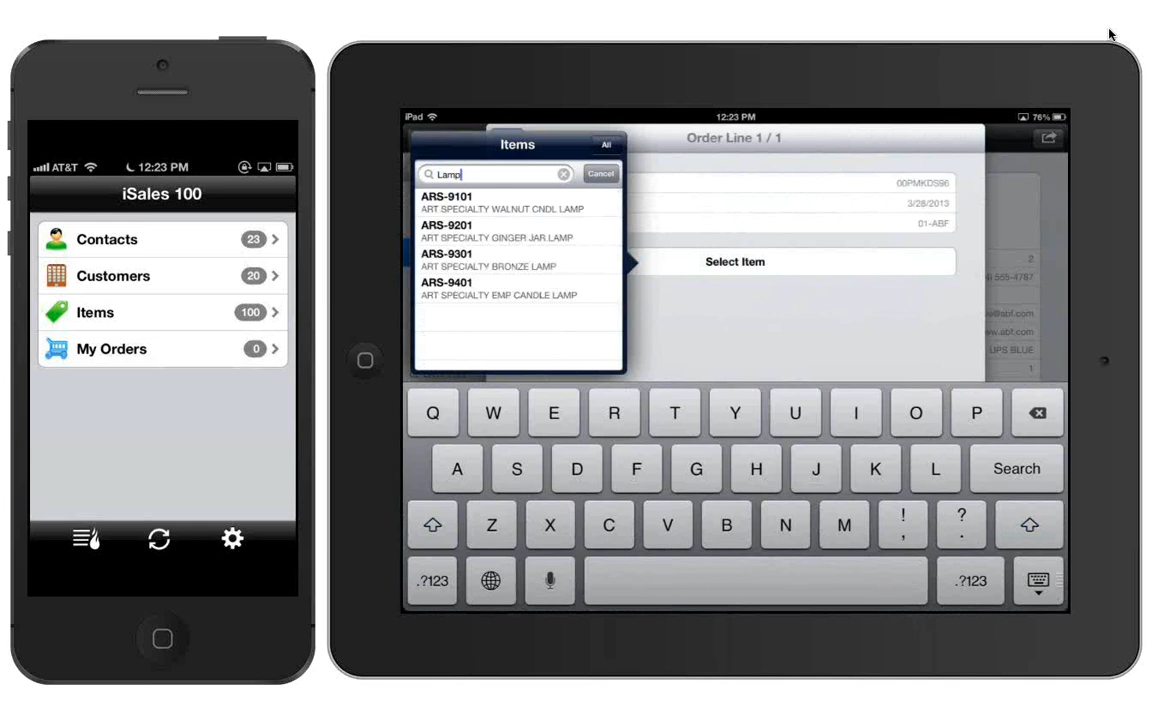 AT&T 12:23 PM
iSales 100
Contacts 23
Customers 20
Items 100
My Orders 0
iPad 12:23 PM 76%
Order Line 1 / 1
Items All
Lamp Cancel
ARS-9101
ART SPECIALTY WALNUT CNDL LAMP
ARS-9201
ART SPECIALTY GINGER JAR LAMP
ARS-9301
ART SPECIALTY BRONZE LAMP
ARS-9401
ART SPECIALTY EMP CANDLE LAMP
00PMKDS96
3/28/2013
01-ABF
Select Item
2
555-4787
@abf.com
.abf.com
UPS BLUE
1
Q W E R T Y U I O P
A S D F G H J K L Search
Z X C V B N M ! , ? .
.?123 .?123